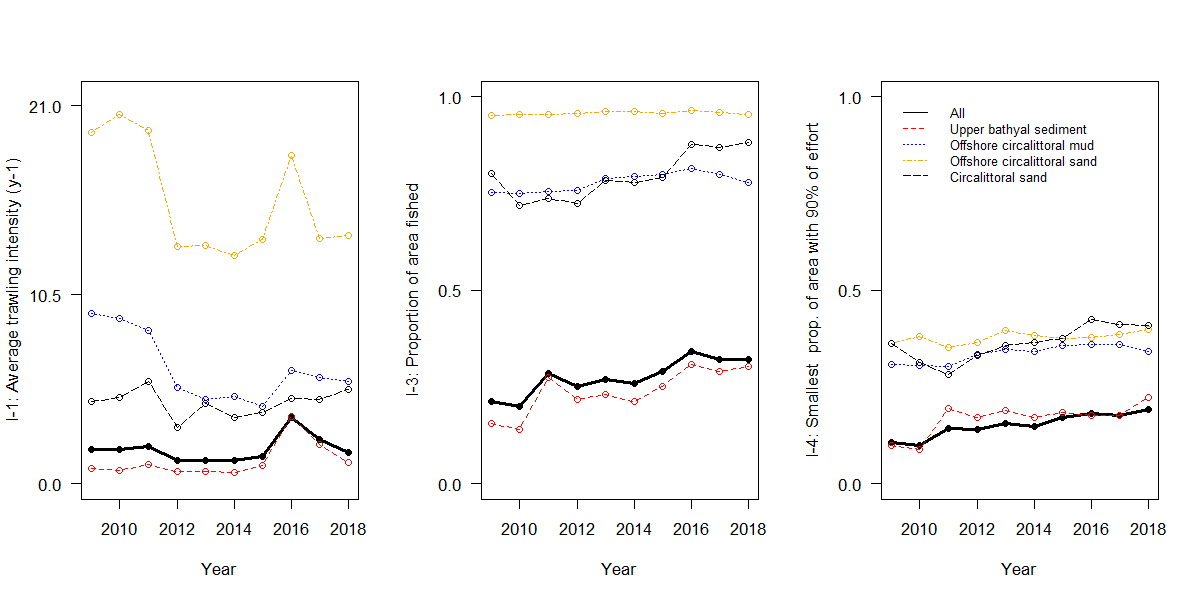 I-1: Average trawling intensity (y-1)
21.0
10.5
0.0
2010 2012 2014 2016 2018
Year
I-3: Proportion of area fished
1.0
0.5
0.0
2010 2012 2014 2016 2018
Year
I-4: Smallest prop. of area with 90% of effort
1.0
0.5
0.0
2010 2012 2014 2016 2018
Year
All
Upper bathyal sediment
Offshore circalittoral mud
Offshore circalittoral sand
Circalittoral sand